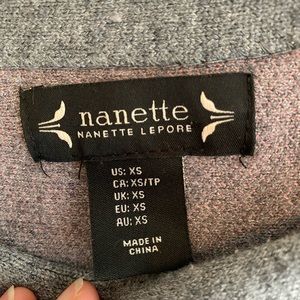 nanette
NANETTE LEPORE
US: XS
CA: XS/TP
UK: XS
EU: XS
AU: XS
MADE IN
CHINA